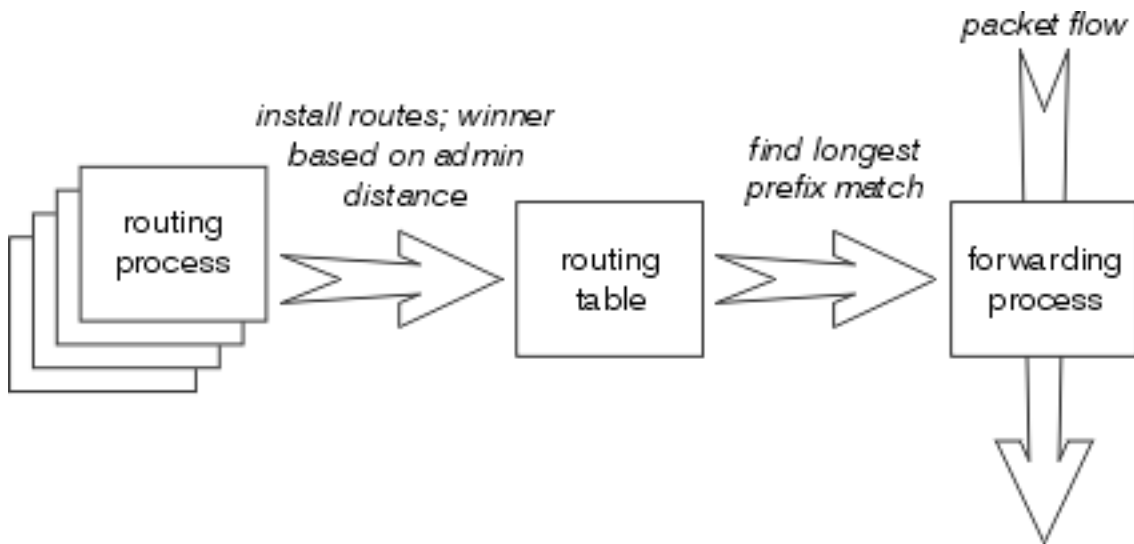 packet flow
install routes; winner
based on admin
distance
find longest
prefix match
routing
process
routing
table
forwarding
process